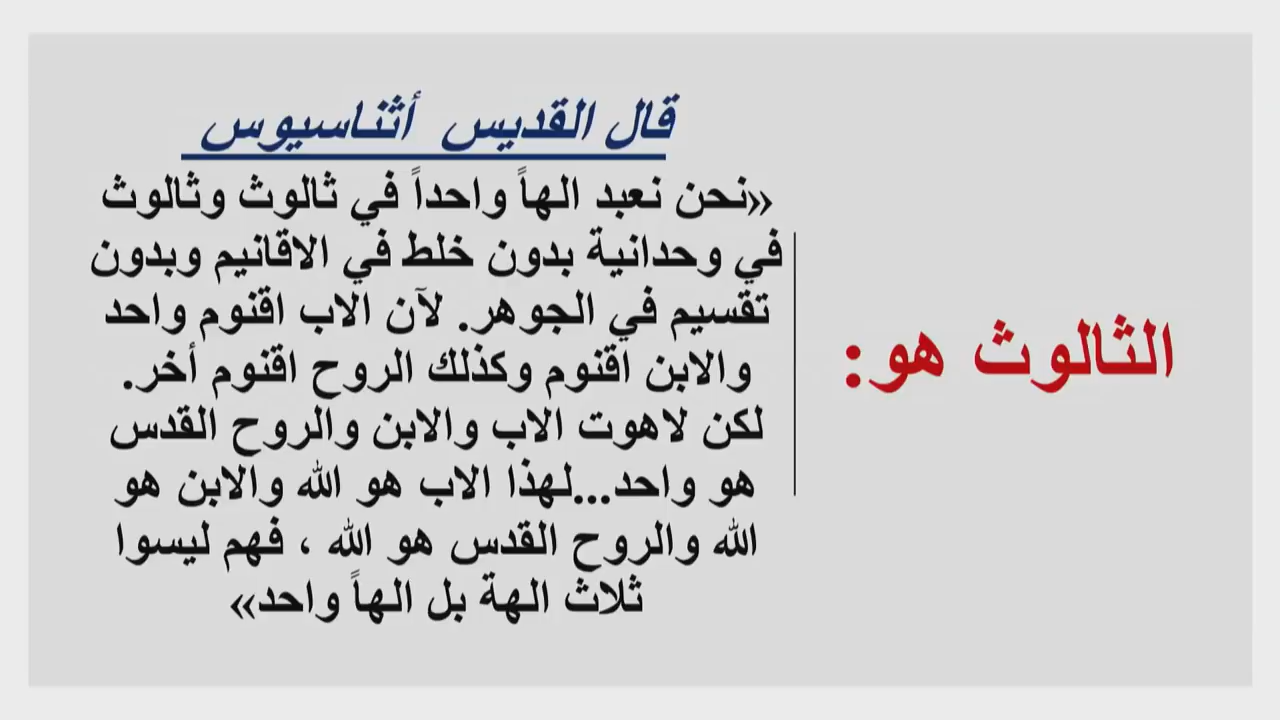 الثالوث هو:
قال القديس أثناسيوس
«نحن نعبد الهاً واحداً في ثالوث وثالوث
في وحدانية بدون خلط في الاقانيم وبدون
تقسيم في الجوهر. لآن الاب اقنوم واحد
والابن اقنوم وكذلك الروح اقنوم أخر.
لكن لاهوت الاب والابن والروح القدس
هو واحد...لهذا الاب هو الله والابن هو
الله والروح القدس هو الله ، فهم ليسوا
ثلاث الهة بل الهاً واحد»